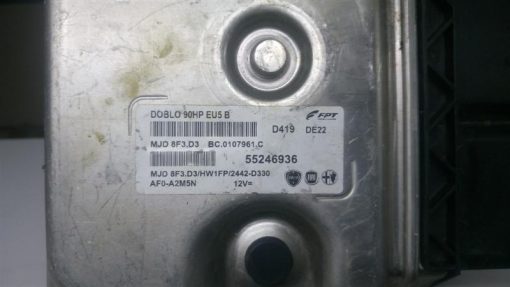 DOBLO 90HP EU5 B
FPT
D419 DE22
MJD 8F3.D3 BC.0107961.C
55246936
MJD 8F3.D3/HW1FP/2442-D330
AF0-A2M5N 12V=